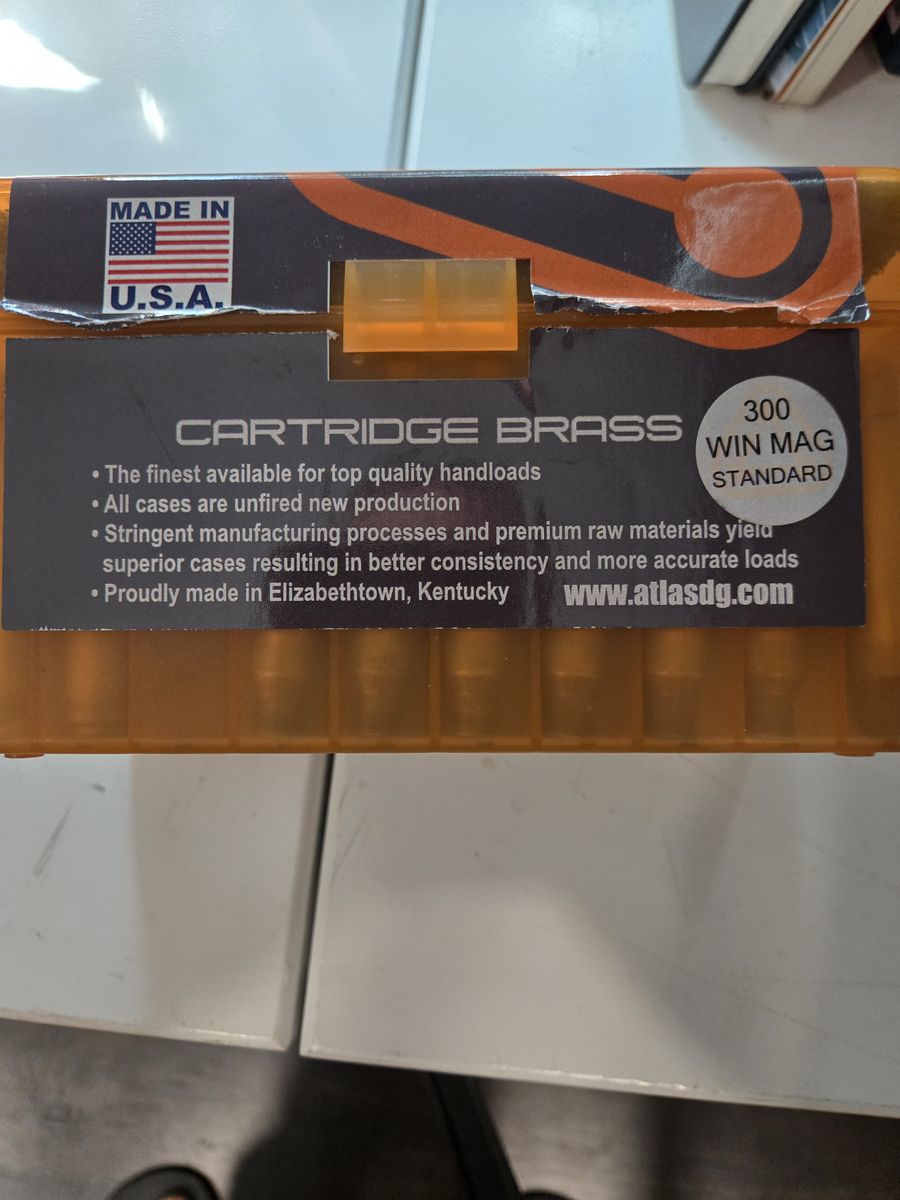 MADE IN
U.S.A.
CARTRIDGE BRASS
300
WIN MAG
STANDARD
• The finest available for top quality handloads
• All cases are unfired new production
• Stringent manufacturing processes and premium raw materials yield
superior cases resulting in better consistency and more accurate loads
• Proudly made in Elizabethtown, Kentucky
www.atlasdg.com